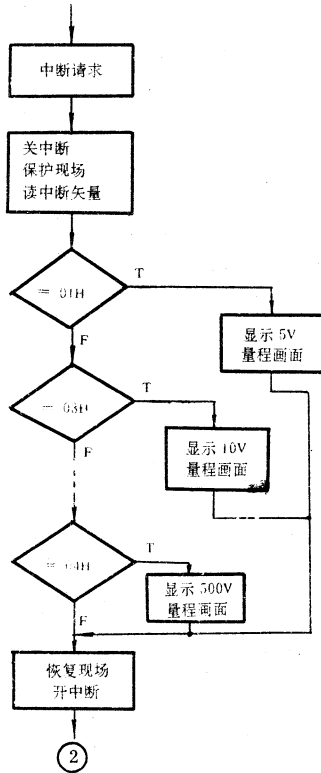 中断请求
关中断
保护现场
读中断矢量
= 01H
T
F
显示 5V
量程画面
= 03H
T
F
显示 10V
量程画面
= 04H
T
F
显示 500V
量程画面
恢复现场
开中断
2